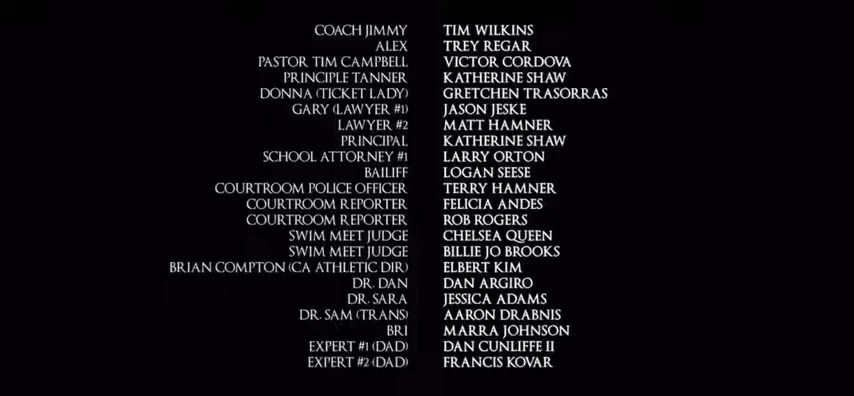 COACH JIMMY TIM WILKINS
ALEX TREY REGAR
PASTOR TIM CAMPBELL VICTOR CORDOVA
PRINCIPLE TANNER KATHERINE SHAW
DONNA (TICKET LADY) GRETCHEN TRASORRAS
GARY (LAWYER #1) JASON JESKE
LAWYER #2 MATT HAMNER
PRINCIPAL KATHERINE SHAW
SCHOOL ATTORNEY #1 LARRY ORTON
BAILIFF LOGAN SEESE
COURTROOM POLICE OFFICER TERRY HAMNER
COURTROOM REPORTER FELICIA ANDES
COURTROOM REPORTER ROB ROGERS
SWIM MEET JUDGE CHELSEA QUEEN
SWIM MEET JUDGE BILLIE JO BROOKS
BRIAN COMPTON (CA ATHLETIC DIR) ELBERT KIM
DR. DAN DAN ARGIRO
DR. SARA JESSICA ADAMS
DR. SAM (TRANS) AARON DRABNIS
BRI MARRA JOHNSON
EXPERT #1 (DAD) DAN CUNLIFFE II
EXPERT #2 (DAD) FRANCIS KOVAR